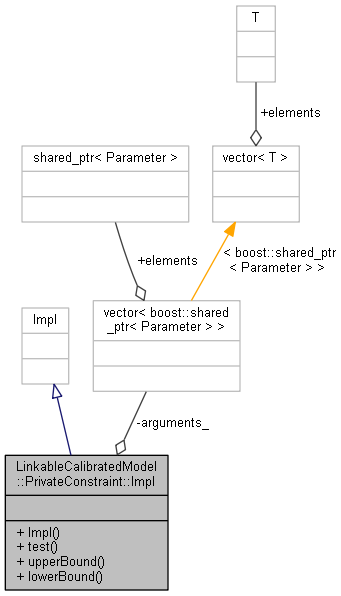 T
+elements
shared_ptr< Parameter >
vector< T >
+elements
< boost::shared_ptr
< Parameter > >
Impl
vector< boost::shared
_ptr< Parameter > >
-arguments_
LinkableCalibratedModel
::PrivateConstraint::Impl
+ Impl()
+ test()
+ upperBound()
+ lowerBound()